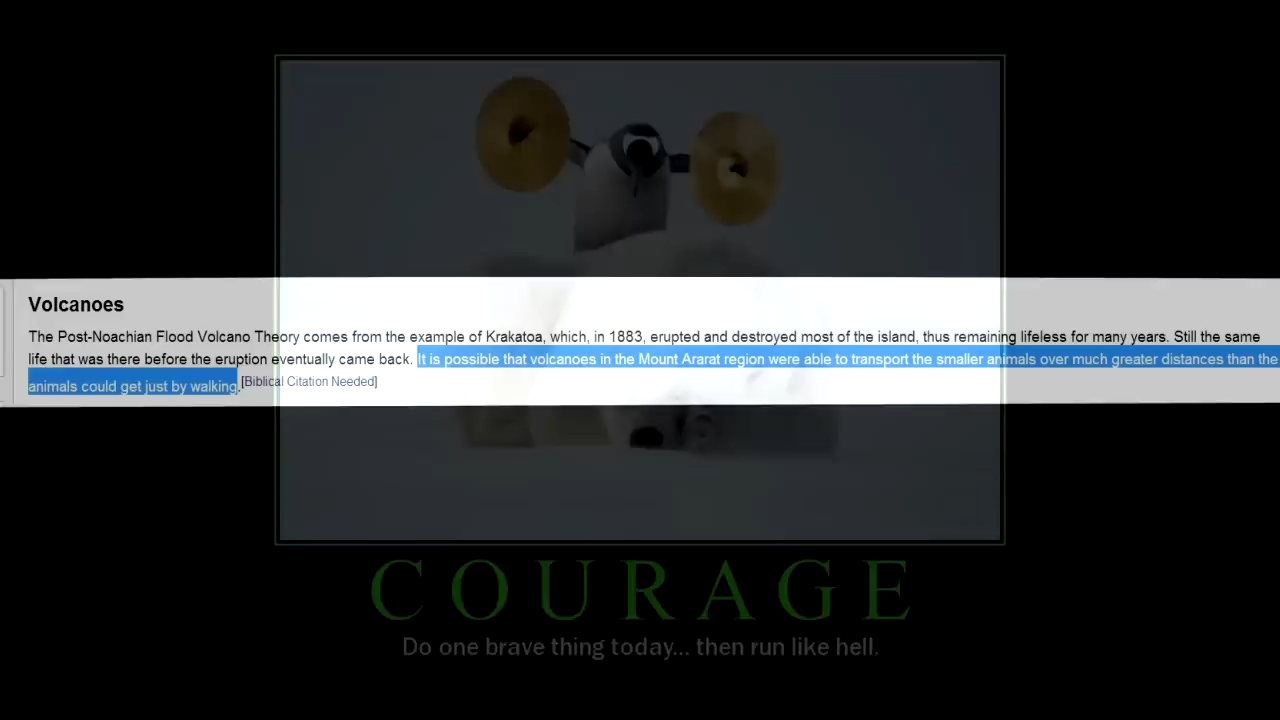 Volcanoes
The Post-Noachian Flood Volcano Theory comes from the example of Krakatoa, which, in 1883, erupted and destroyed most of the island, thus remaining lifeless for many years. Still the same
life that was there before the eruption eventually came back. It is possible that volcanoes in the Mount Ararat region were able to transport the smaller animals over much greater distances than the
animals could get just by walking.[Biblical Citation Needed]
COURAGE
Do one brave thing today... then run like hell.